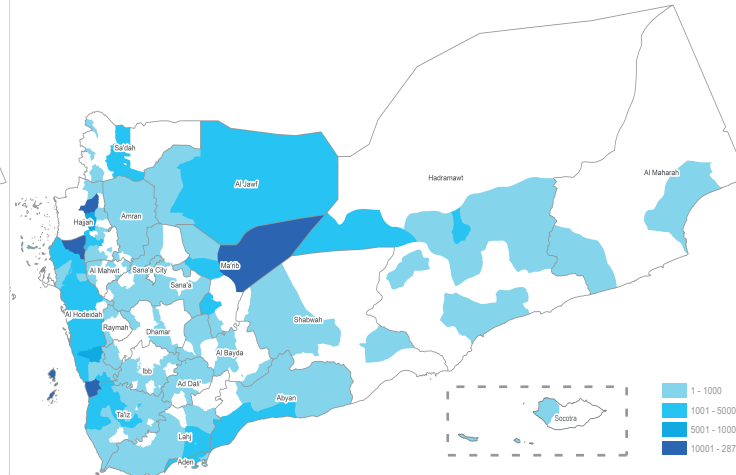 Sa'dah
Al Jawf
Hadramawt
Al Maharah
Hajjah
Amran
Ma'rib
Al Mahwit
Sana'a City
Sana'a
Al Hodeidah
Raymah
Dhamar
Shabwah
Al Bayda
Ibb
Ad Dali'
Abyan
Ta'iz
Lahj
Aden
Socotra
1 - 1000
1001 - 5000
5001 - 1000
10001 - 287